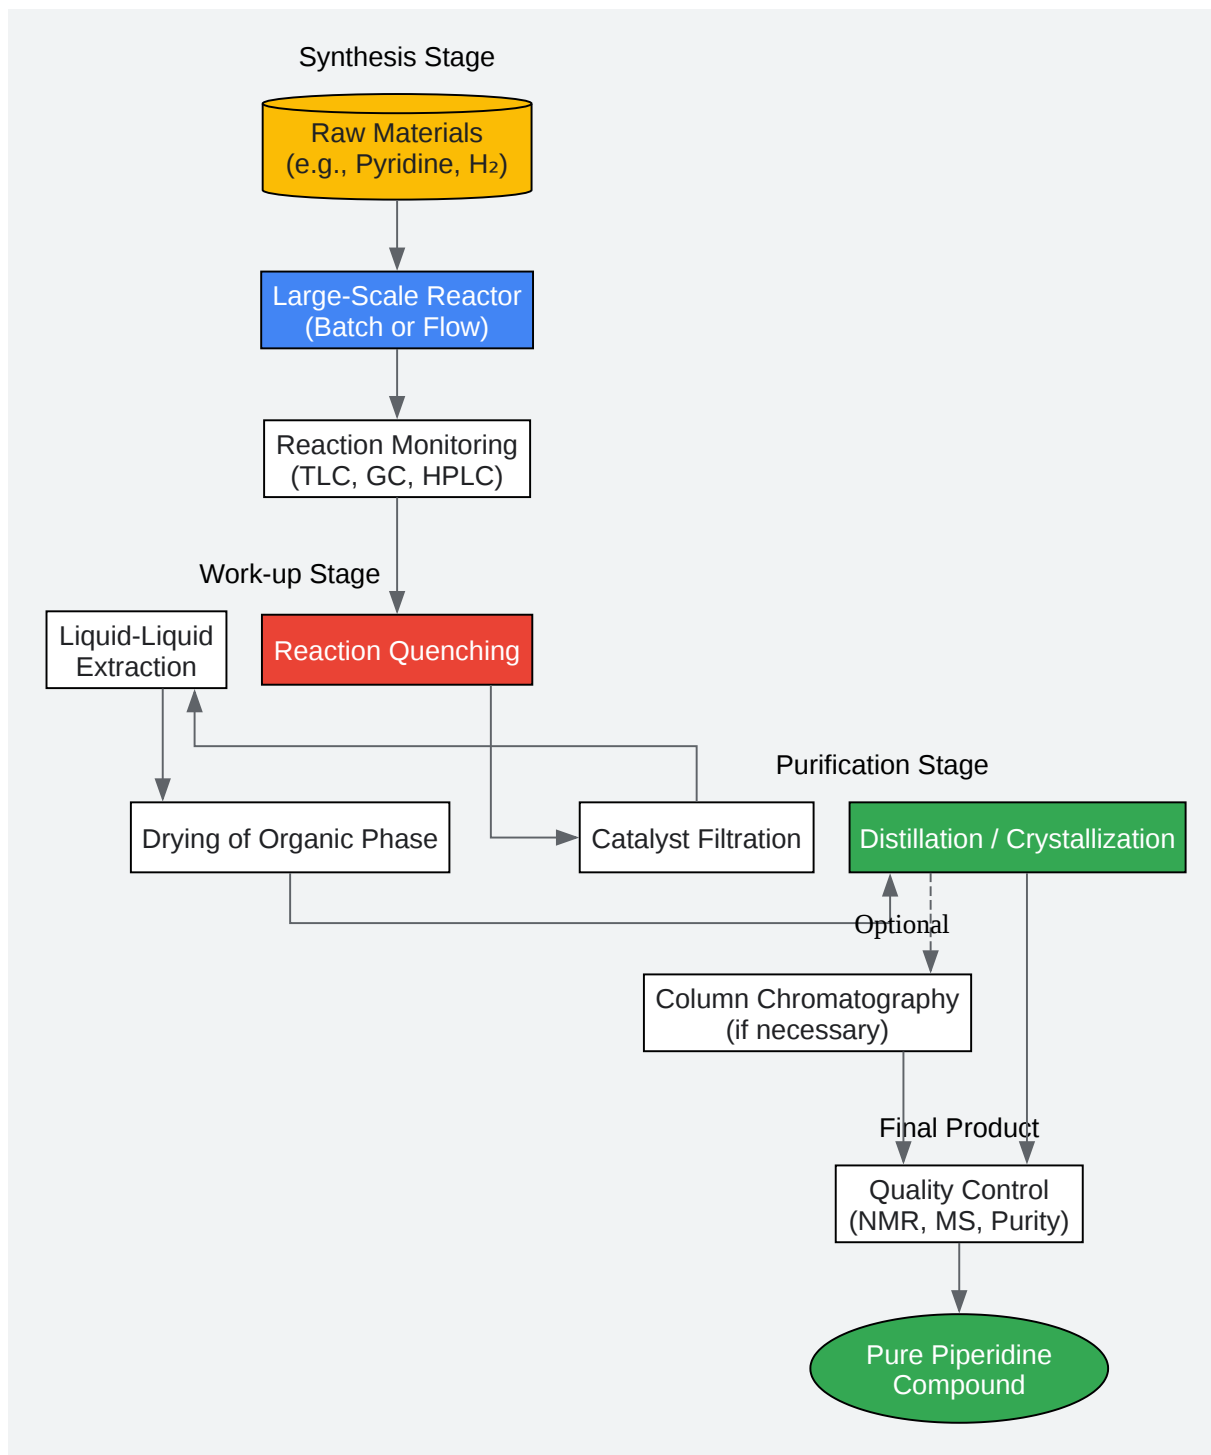 Synthesis Stage
Raw Materials
(e.g., Pyridine, H₂)
Large-Scale Reactor
(Batch or Flow)
Reaction Monitoring
(TLC, GC, HPLC)
Work-up Stage
Liquid-Liquid
Extraction
Reaction Quenching
Purification Stage
Drying of Organic Phase
Catalyst Filtration
Distillation / Crystallization
Optional
Column Chromatography
(if necessary)
Final Product
Quality Control
(NMR, MS, Purity)
Pure Piperidine
Compound